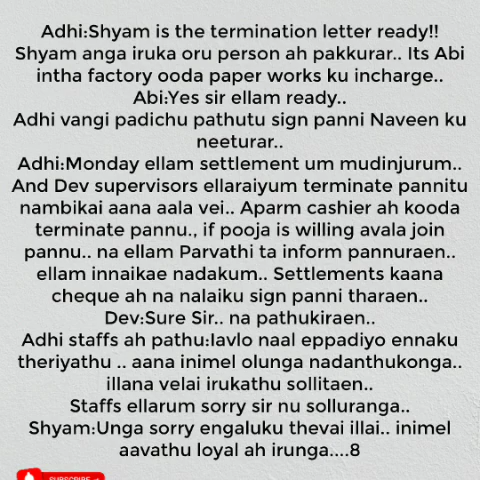 Adhi:Shyam is the termination letter ready!!
Shyam anga iruka oru person ah pakkurar.. Its Abi
intha factory ooda paper works ku incharge..
Abi:Yes sir ellam ready..
Adhi vangi padichu pathutu sign panni Naveen ku
neeturar..
Adhi:Monday ellam settlement um mudinjurum..
And Dev supervisors ellaraiyum terminate pannitu
nambikai aana aala vei.. Aparm cashier ah kooda
terminate pannu., if pooja is willing avala join
pannu.. na ellam Parvathi ta inform pannuraen..
ellam innaikae nadakum.. Settlements kaana
cheque ah na nalaiku sign panni tharaen..
Dev:Sure Sir.. na pathukiraen..
Adhi staffs ah pathu:Iavlo naal eppadiyo ennaku
theriyathu .. aana inimel olunga nadanthukonga..
illana velai irukathu sollitaen..
Staffs ellarum sorry sir nu solluranga..
Shyam:Unga sorry engaluku thevai illai.. inimel
aavathu loyal ah irunga....8